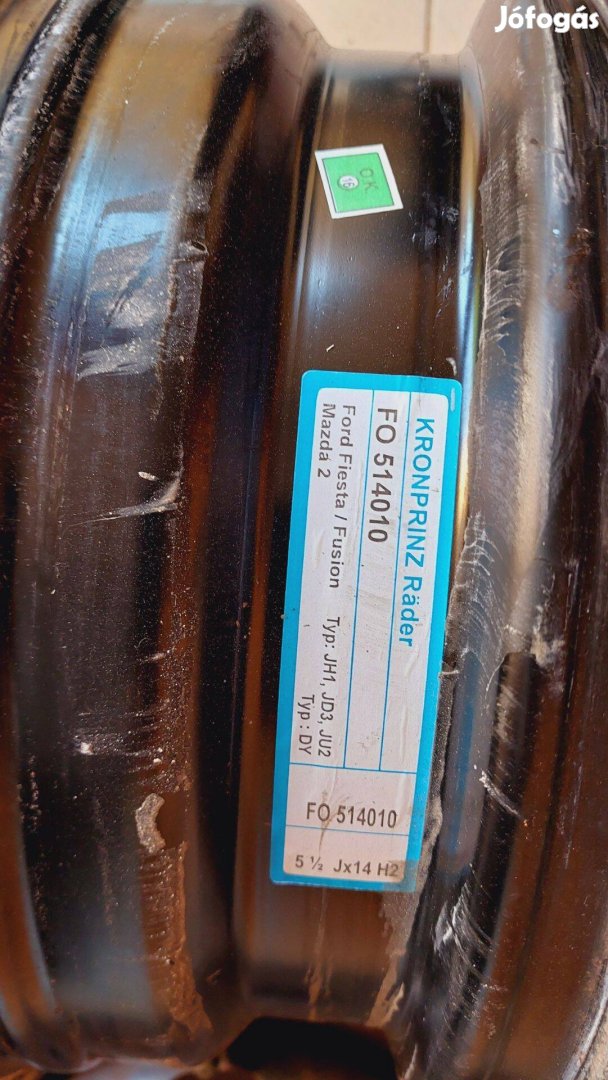 Jófogás
O.K.
16
KRONPRINZ Räder
FO 514010
Ford Fiesta / Fusion Typ: JH1, JD3, JU2
Mazda 2 Typ : DY
FO 514010
5 ½ Jx14 H2